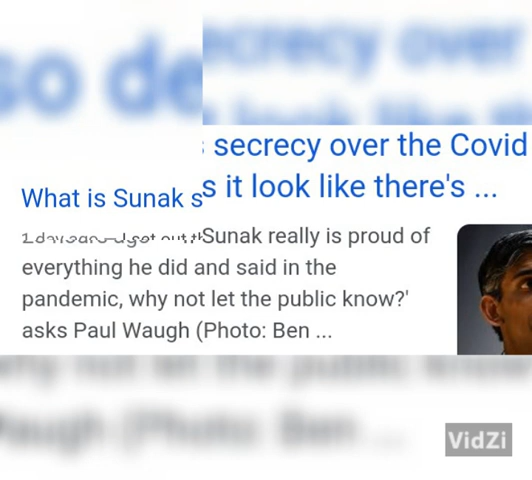 secrecy over the Covid
What is Sunak s
s it look like there's ...
Sunak really is proud of
everything he did and said in the
pandemic, why not let the public know?'
asks Paul Waugh (Photo: Ben ...
VidZi